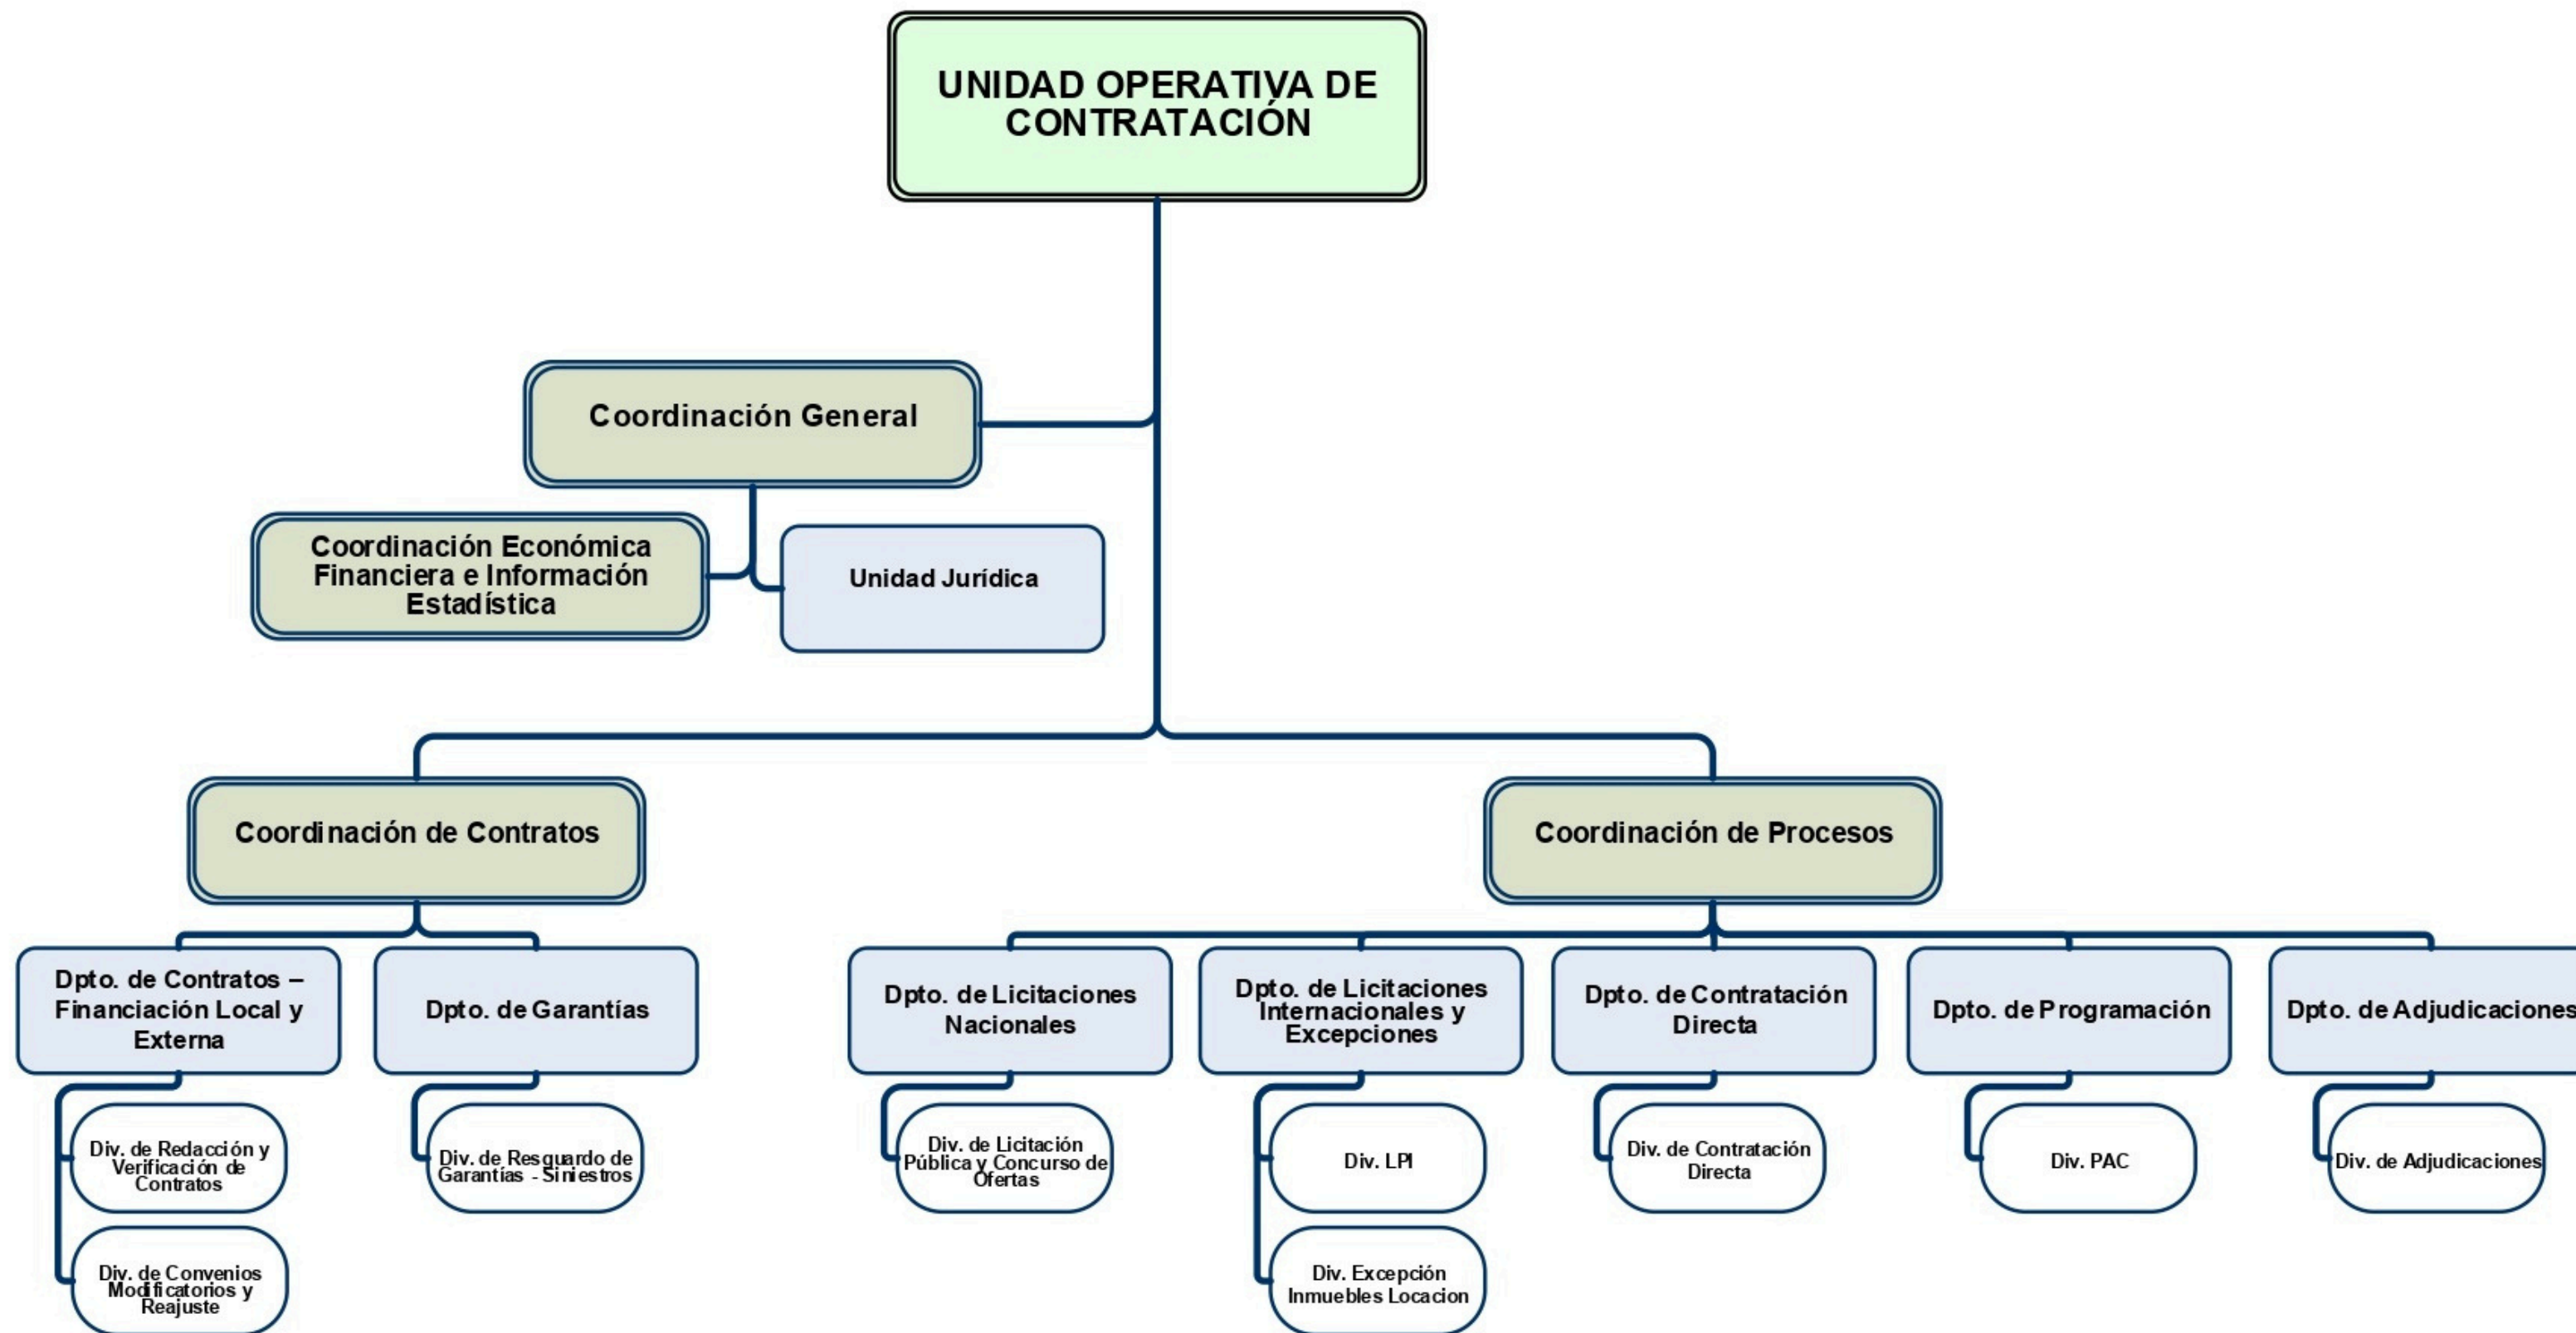 UNIDAD OPERATIVA DE
CONTRATACIÓN
Coordinación General
Coordinación Económica
Financiera e Información
Estadística
Unidad Jurídica
Coordinación de Contratos
Coordinación de Procesos
Dpto. de Contratos –
Financiación Local y
Externa
Dpto. de Garantías
Dpto. de Licitaciones
Nacionales
Dpto. de Licitaciones
Internacionales y
Excepciones
Dpto. de Contratación
Directa
Dpto. de Programación
Dpto. de Adjudicaciones
Div. de Redacción y
Verificación de
Contratos
Div. de Resguardo de
Garantías - Siniestros
Div. de Licitación
Pública y Concurso de
Ofertas
Div. LPI
Div. de Contratación
Directa
Div. PAC
Div. de Adjudicaciones
Div. de Convenios
Modificatorios y
Reajuste
Div. Excepción
Inmuebles Locacion